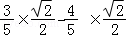 3/5 × √2/2 - 4/5 × √2/2